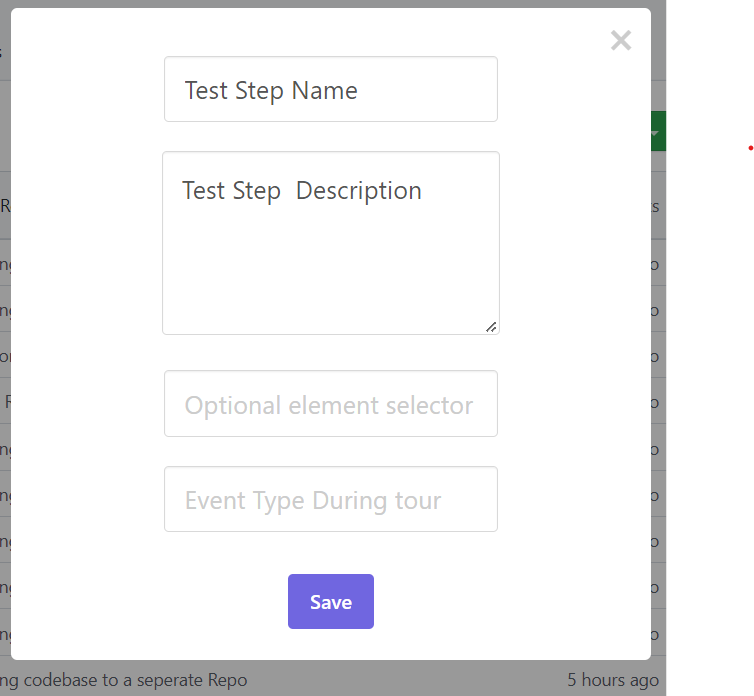 ×
Test Step Name
Test Step  Description
Optional element selector
Event Type During tour
Save
ng codebase to a seperate Repo
5 hours ago